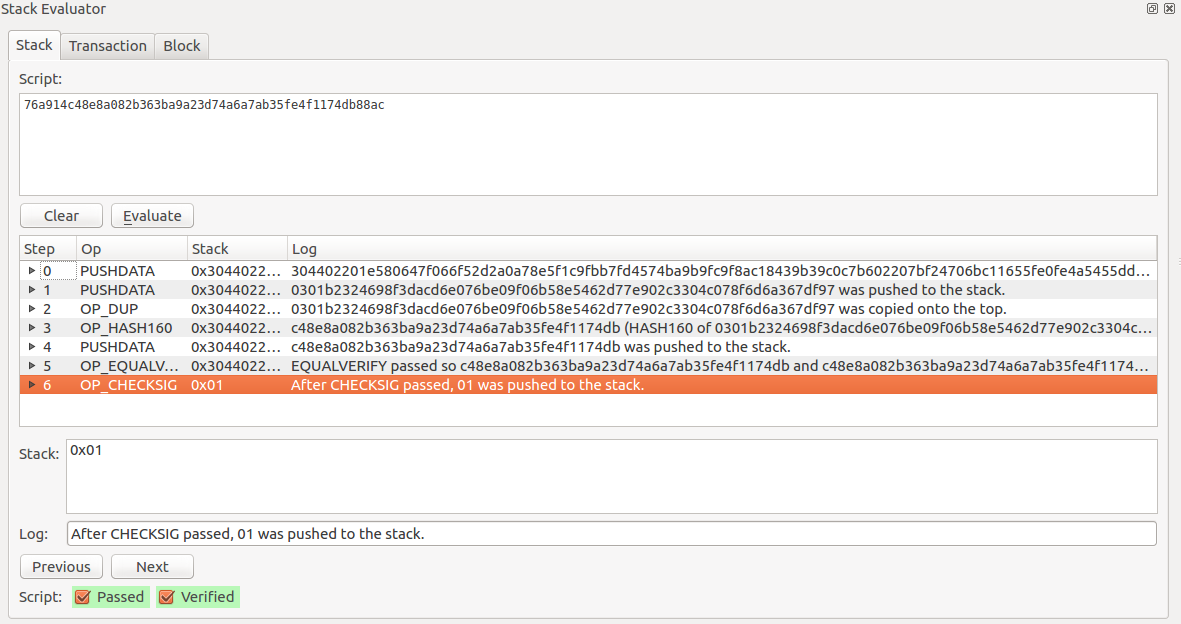 Stack Evaluator
Stack Transaction Block
Script:
76a914c48e8a082b363ba9a23d74a6a7ab35fe4f1174db88ac
Clear Evaluate
Step Op Stack Log
0 PUSHDATA 0x3044022... 304402201e580647f066f52d2a0a78e5f1c9fbb7fd4574ba9b9fc9f8ac18439b39c0c7b602207bf24706bc11655fe0fe4a5455dd...
1 PUSHDATA 0x3044022... 0301b2324698f3dacd6e076be09f06b58e5462d77e902c3304c078f6d6a367df97 was pushed to the stack.
2 OP_DUP 0x3044022... 0301b2324698f3dacd6e076be09f06b58e5462d77e902c3304c078f6d6a367df97 was copied onto the top.
3 OP_HASH160 0x3044022... c48e8a082b363ba9a23d74a6a7ab35fe4f1174db (HASH160 of 0301b2324698f3dacd6e076be09f06b58e5462d77e902c3304c...
4 PUSHDATA 0x3044022... c48e8a082b363ba9a23d74a6a7ab35fe4f1174db was pushed to the stack.
5 OP_EQUALV... 0x3044022... EQUALVERIFY passed so c48e8a082b363ba9a23d74a6a7ab35fe4f1174db and c48e8a082b363ba9a23d74a6a7ab35fe4f1174...
6 OP_CHECKSIG 0x01 After CHECKSIG passed, 01 was pushed to the stack.
Stack: 0x01
Log: After CHECKSIG passed, 01 was pushed to the stack.
Previous Next
Script: Passed Verified